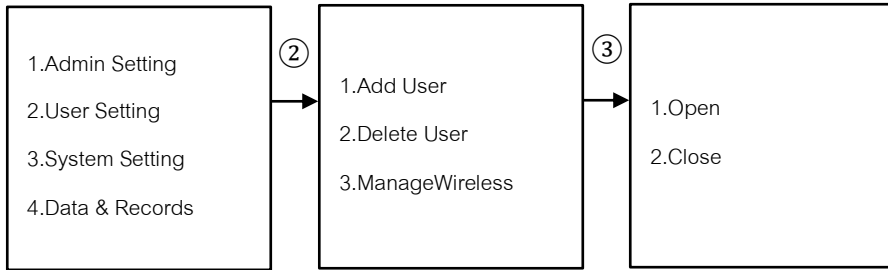 1.Admin Setting
2.User Setting
3.System Setting
4.Data & Records
②
1.Add User
2.Delete User
3.ManageWireless
③
1.Open
2.Close